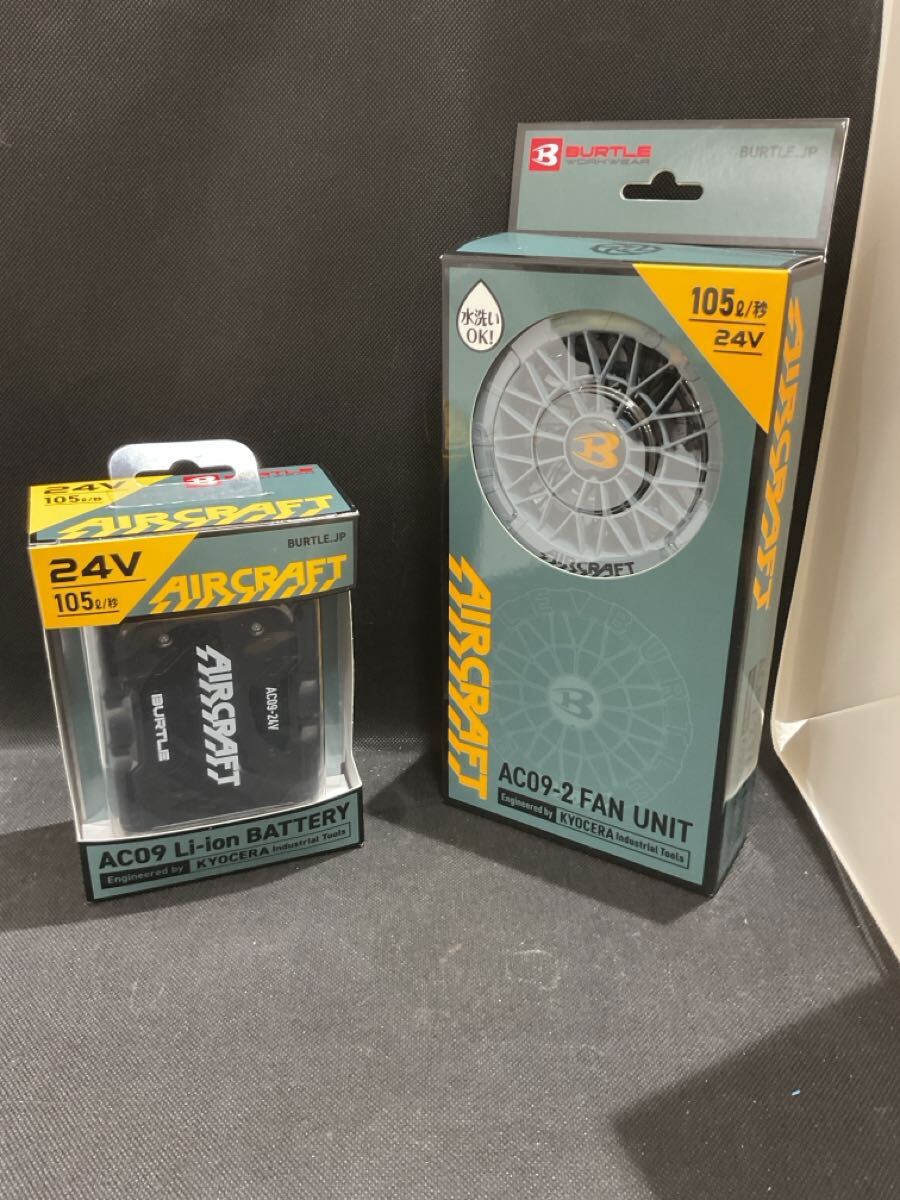 24V
105ℓ/秒
BURTLE
AIRCRAFT
BURTLE.JP
24V
105ℓ/秒
AIRCRAFT
AIRCRAFT
AC09-24V
BURTLE
AC09 Li-ion BATTERY
Engineered by KYOCERA Industrial Tools
B BURTLE
WORKWEAR
BURTLE.JP
水洗い
OK!
105ℓ/秒
24V
B
AIRCRAFT
AIRCRAFT
AIRCRAFT
B
AC09-2 FAN UNIT
Engineered by KYOCERA Industrial Tools